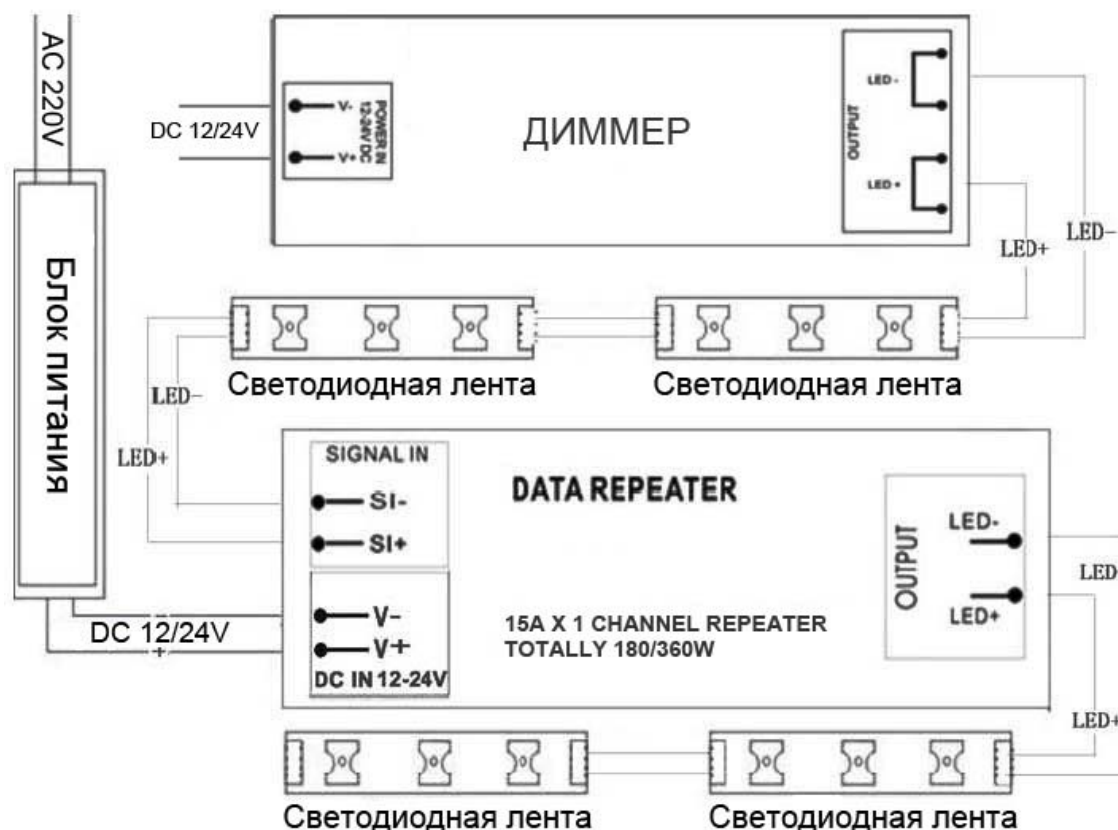 AC 220V
Блок питания
DC 12/24V
V-
V+
POWER IN
12-24V DC
ДИММЕР
OUTPUT
LED -
LED +
LED+
LED-
Светодиодная лента
Светодиодная лента
LED-
LED+
SIGNAL IN
SI-
SI+
V-
V+
DC IN 12-24V
DC 12/24V
+
DATA REPEATER
15A X 1 CHANNEL REPEATER
TOTALLY 180/360W
OUTPUT
LED-
LED+
LED
LED+
Светодиодная лента
Светодиодная лента